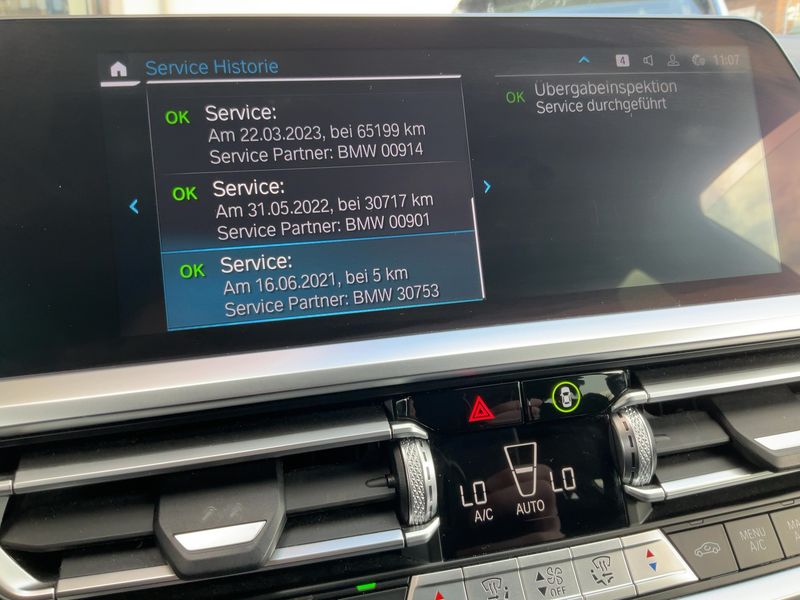 Service Historie
4
11:07
OK Service:
Am 22.03.2023, bei 65199 km
Service Partner: BMW 00914
OK Service:
Am 31.05.2022, bei 30717 km
Service Partner: BMW 00901
OK Service:
Am 16.06.2021, bei 5 km
Service Partner: BMW 30753
OK Übergabeinspektion
Service durchgeführt
LO LO
A/C AUTO
OFF
MENU
A/C